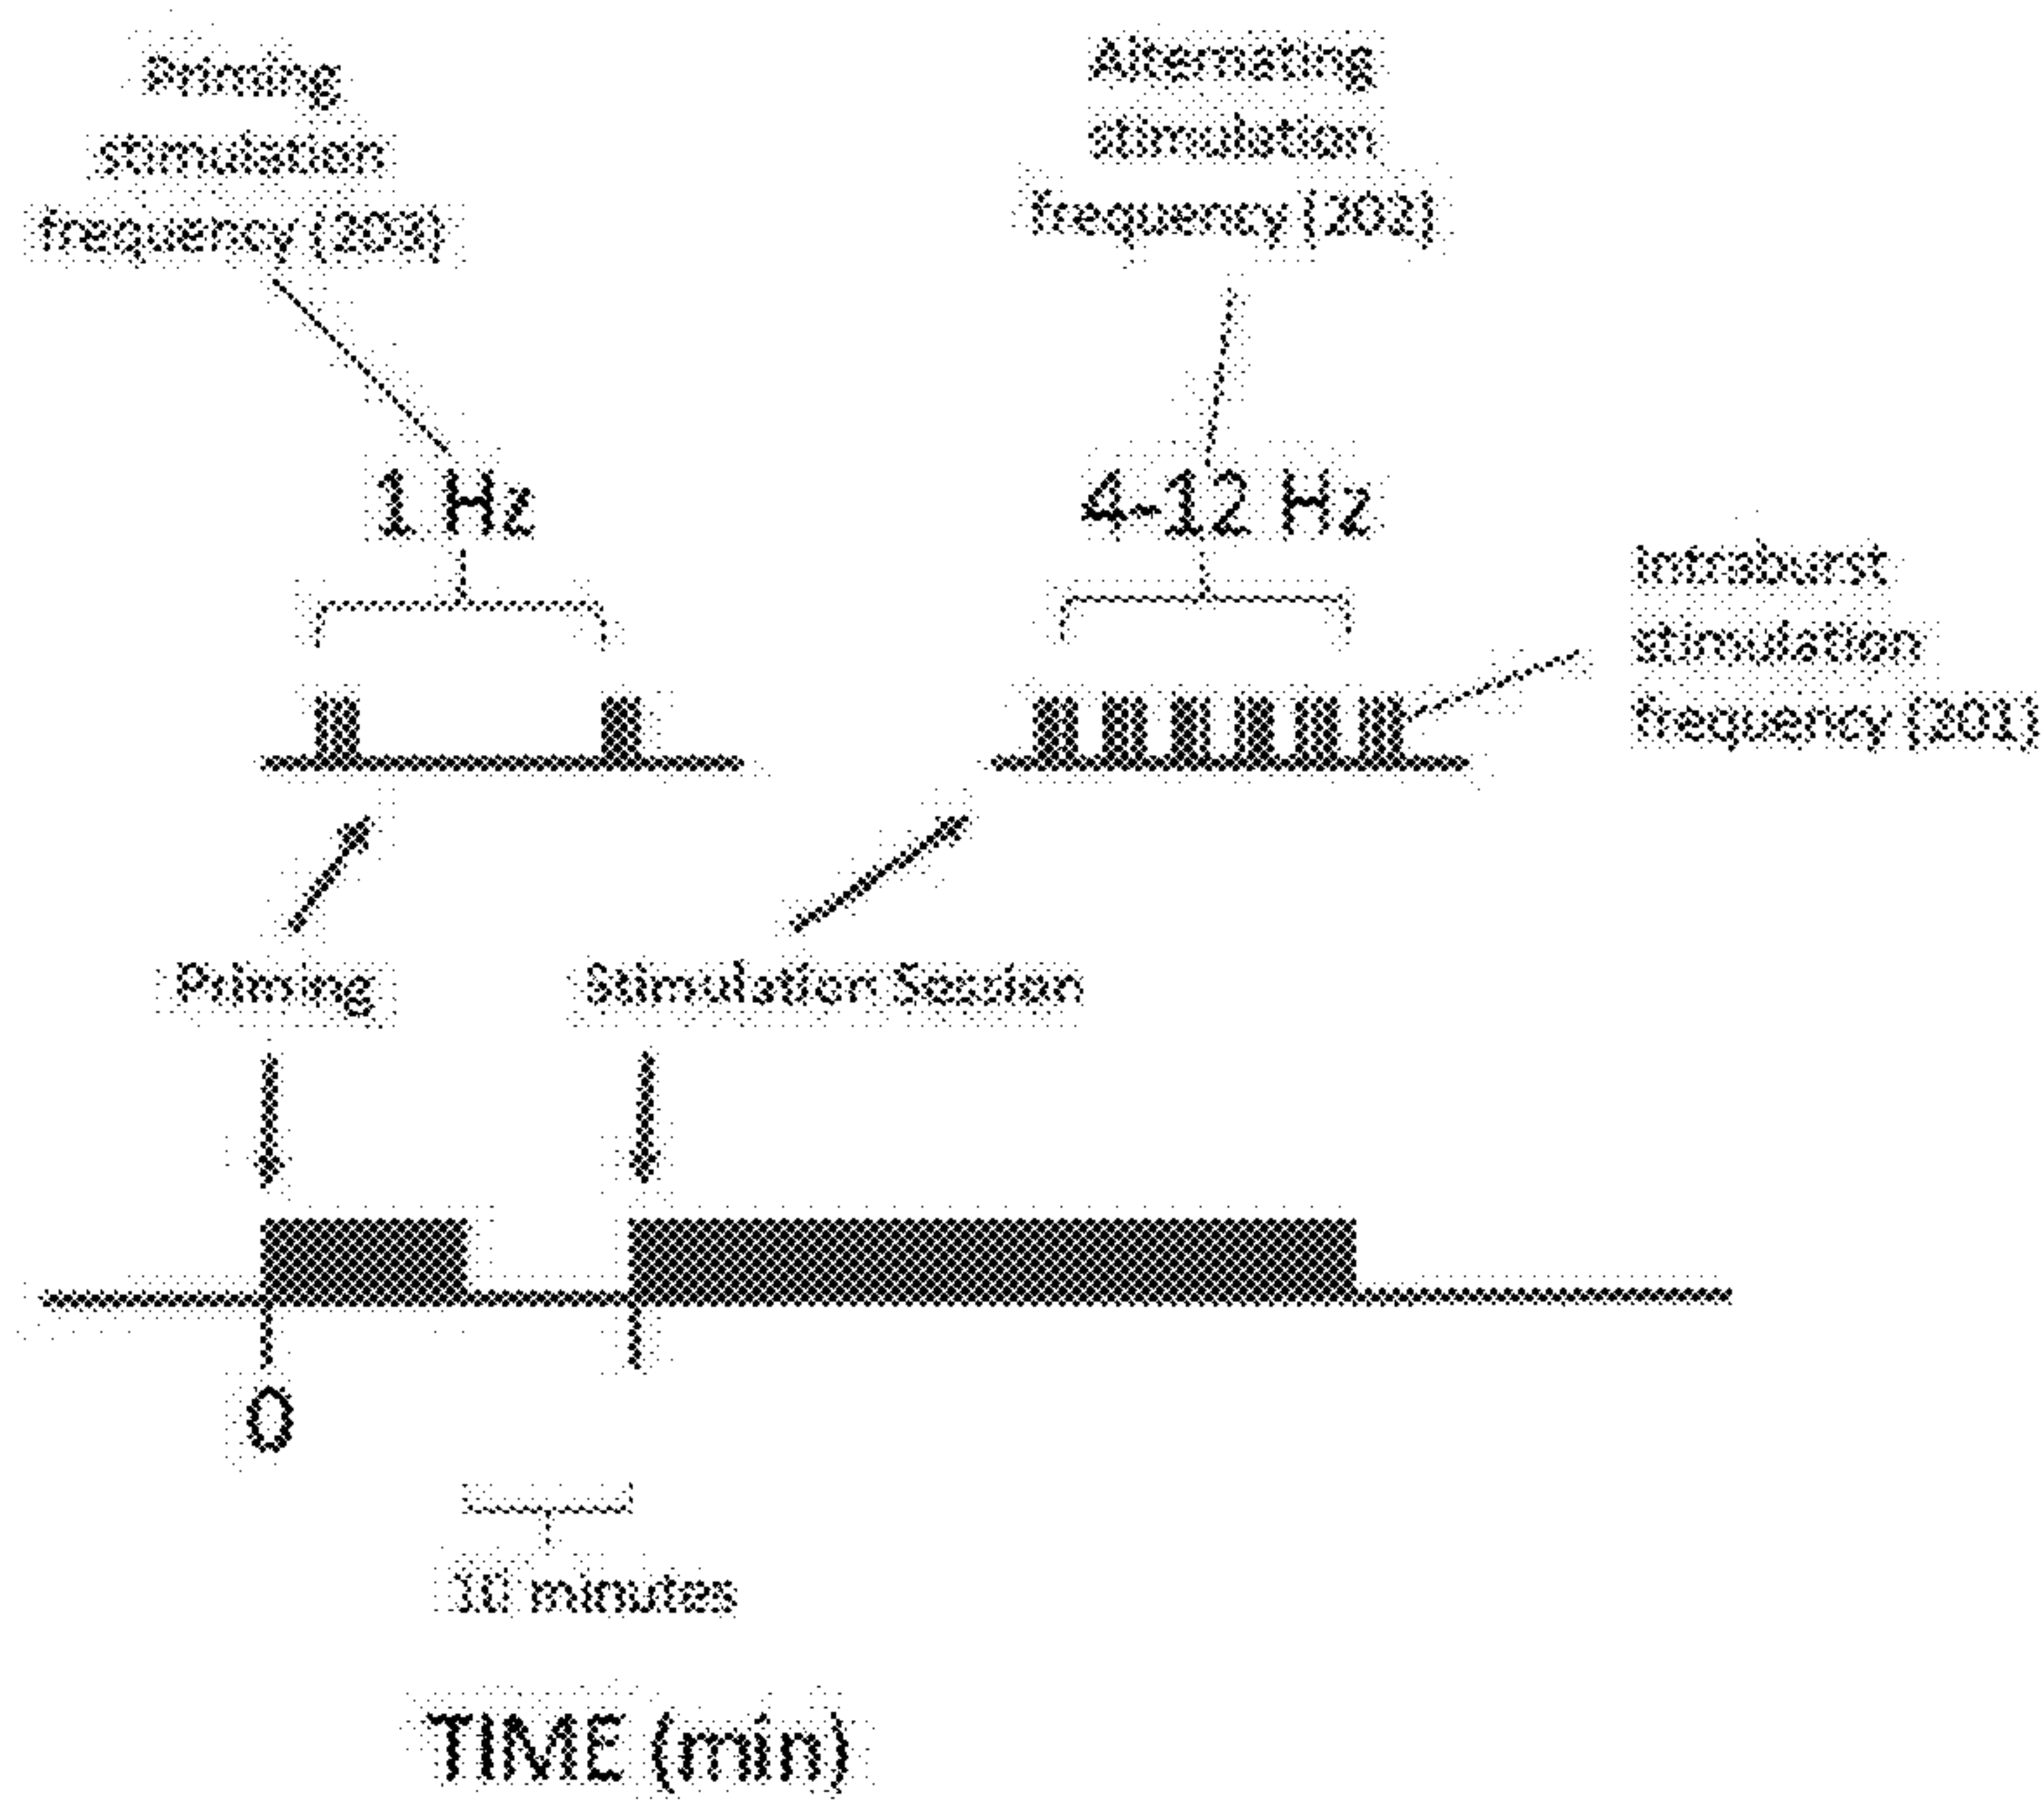 Priming
stimulation
frequency
Alternating
stimulation
frequency (203)
1 Hz
4-12 Hz
Intraburst
stimulation
frequency (201)
Priming
Stimulation Session
0
10 minutes
TIME (min)